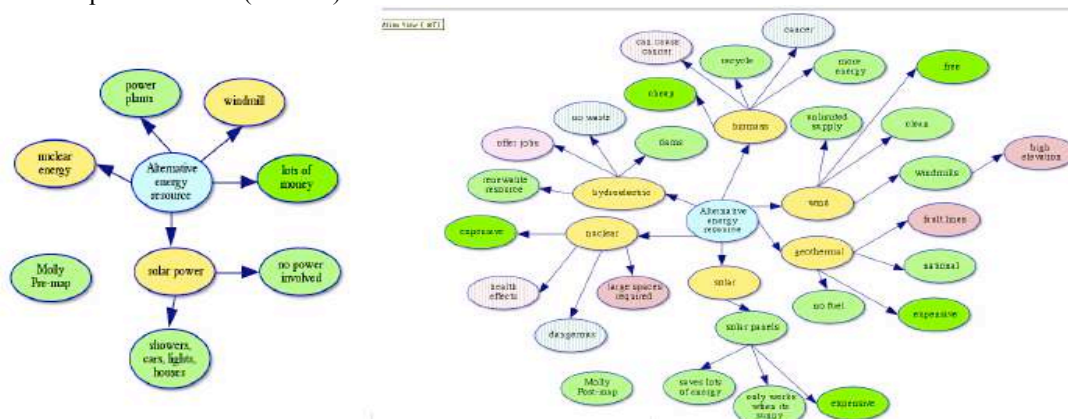 power
plants
windmill
nuclear
energy
Alternative
energy
resource
lots of
money
solar power
no power
involved
Molly
Pre-map
showers,
cars, lights,
houses
can cause
cancer
cancer
recycle
more
energy
free
cheap
biomass
unlimited
supply
clean
no waste
offer jobs
dams
windmills
high
elevation
renewable
resource
hydroelectric
wind
Alternative
energy
resource
fault lines
expensive
nuclear
geothermal
national
health
effects
large spaces
required
solar
no fuel
expensive
dangerous
solar panels
Molly
Post-map
saves lots
of energy
only works
when its
sunny
expensive